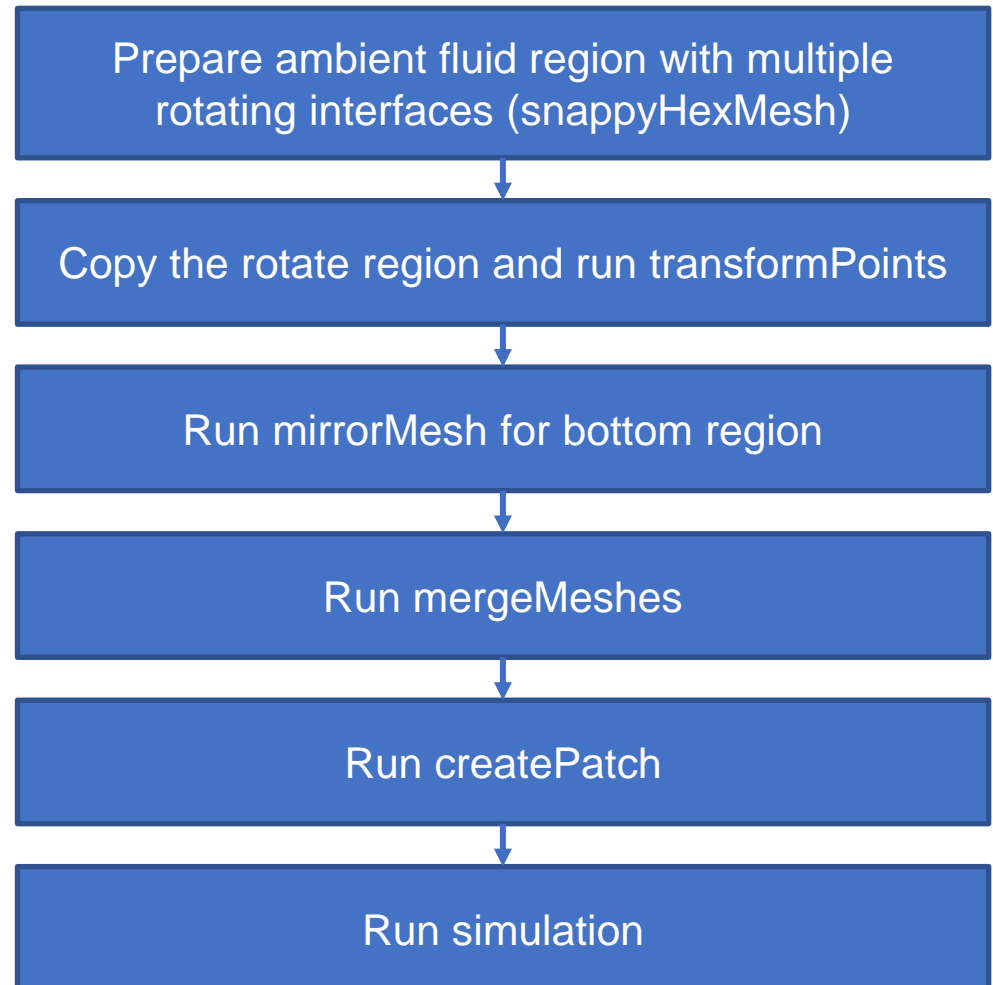 Prepare ambient fluid region with multiple
rotating interfaces (snappyHexMesh)
Copy the rotate region and run transformPoints
Run mirrorMesh for bottom region
Run mergeMeshes
Run createPatch
Run simulation